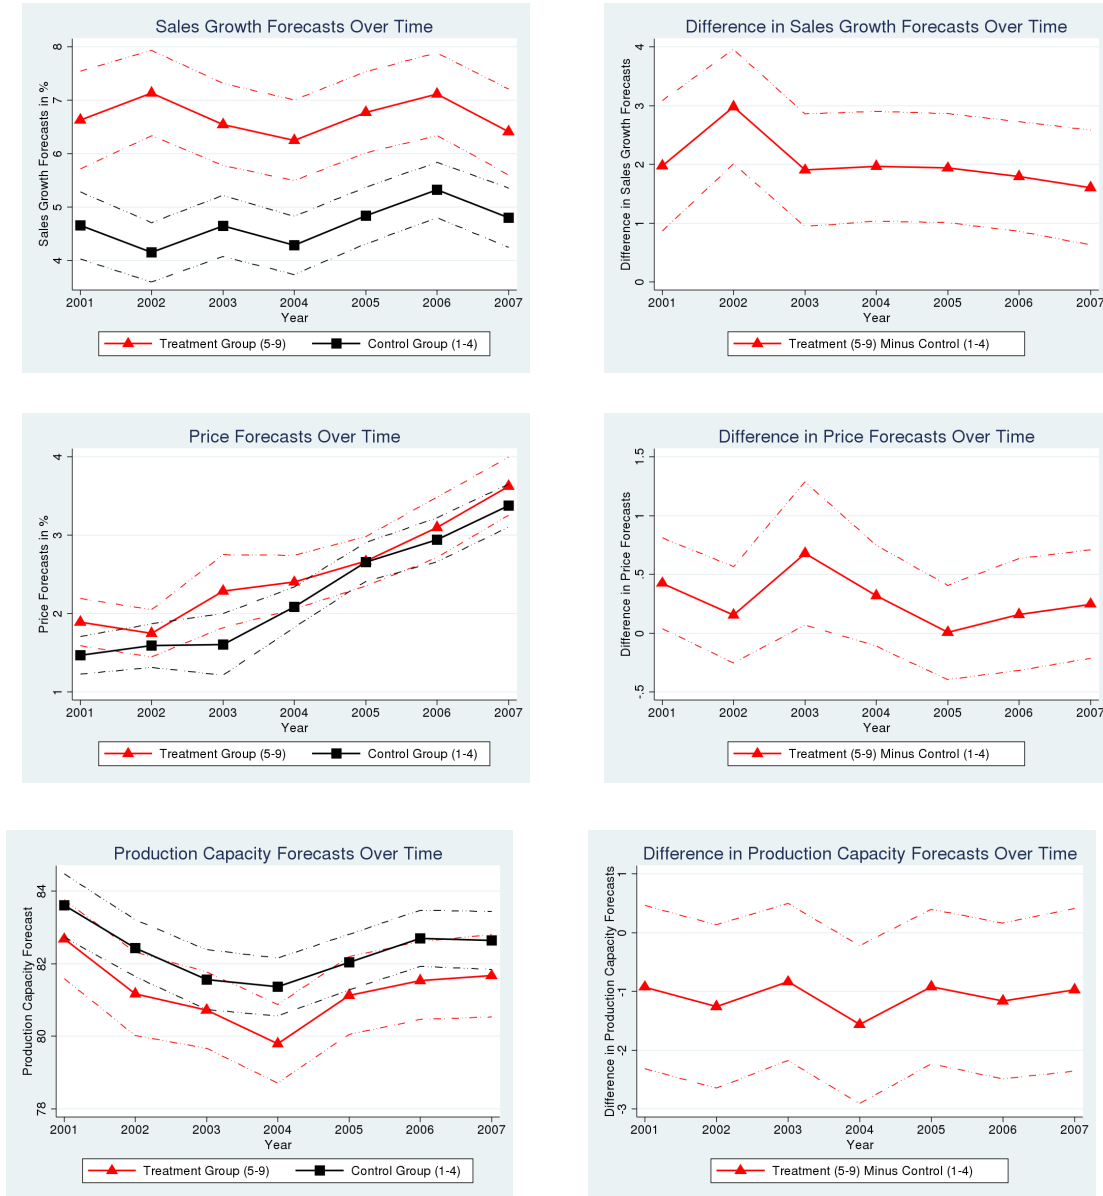 Sales Growth Forecasts Over Time
Sales Growth Forecasts in %
8
7
6
5
4
2001 2002 2003 2004 2005 2006 2007
Year
Treatment Group (5-9) Control Group (1-4)
Difference in Sales Growth Forecasts Over Time
Difference in Sales Growth Forecasts
4
3
2
1
0
2001 2002 2003 2004 2005 2006 2007
Year
Treatment (5-9) Minus Control (1-4)
Price Forecasts Over Time
Price Forecasts in %
4
3
2
1
2001 2002 2003 2004 2005 2006 2007
Year
Treatment Group (5-9) Control Group (1-4)
Difference in Price Forecasts Over Time
Difference in Price Forecasts
1.5
1
.5
0
-.5
2001 2002 2003 2004 2005 2006 2007
Year
Treatment (5-9) Minus Control (1-4)
Production Capacity Forecasts Over Time
Production Capacity Forecast
84
82
80
78
2001 2002 2003 2004 2005 2006 2007
Year
Treatment Group (5-9) Control Group (1-4)
Difference in Production Capacity Forecasts Over Time
Difference in Production Capacity Forecasts
1
0
-1
-2
-3
2001 2002 2003 2004 2005 2006 2007
Year
Treatment (5-9) Minus Control (1-4)